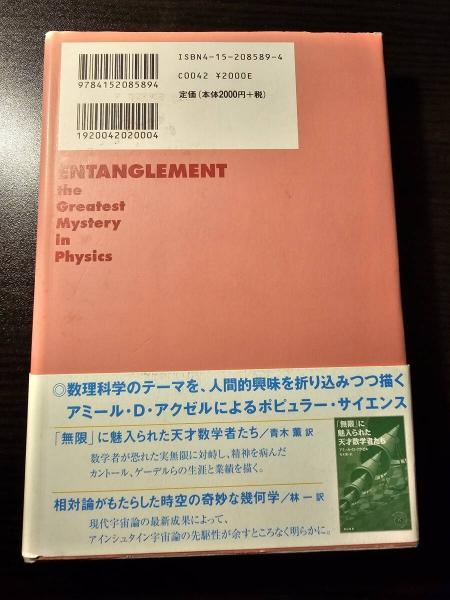 ISBN4-15-208589-4
C0042 ¥2000E
定価(本体2000円+税)
9784152085894
1920042020004
ENTANGLEMENT
the
Greatest
Mystery
in
Physics
◎数理科学のテーマを、人間的興味を折り込みつつ描く
アミール・D・アクゼルによるポピュラー・サイエンス
「無限」に魅入られた天才数学者たち/青木 薫 訳
数学者が恐れた実無限に対峙し、精神を病んだ
カントール、ゲーデルらの生涯と業績を描く。
相対論がもたらした時空の奇妙な幾何学/林 一 訳
現代宇宙論の最新成果によって、
アインシュタイン宇宙論の先駆性が余すところなく明らかに。
「無限」に
魅入られた
天才数学者たち